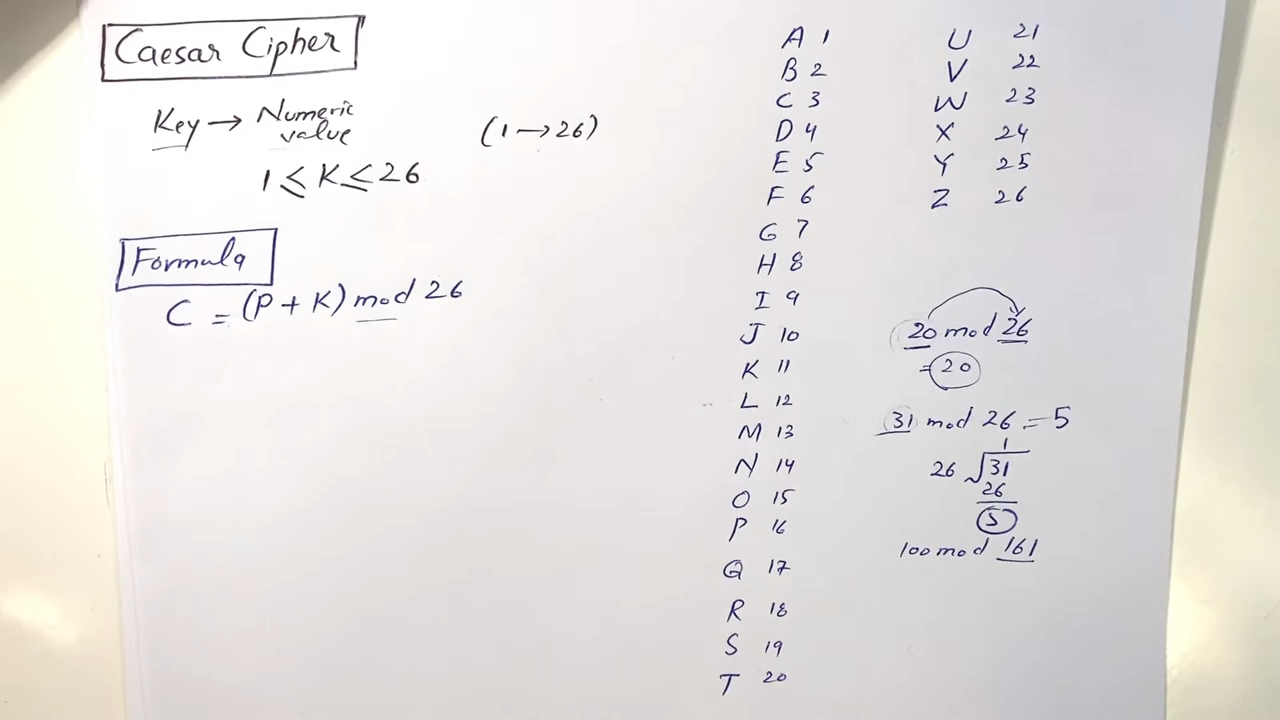 Caesar Cipher
Key → Numeric value
(1 → 26)
1 ≤ K ≤ 26
Formula
C = (P + K) mod 26
A 1
B 2
C 3
D 4
E 5
F 6
G 7
H 8
I 9
J 10
K 11
L 12
M 13
N 14
O 15
P 16
Q 17
R 18
S 19
T 20
U 21
V 22
W 23
X 24
Y 25
Z 26
20 mod 26
= 20
31 mod 26 = 5
1
26 √31
26
5
100 mod 161